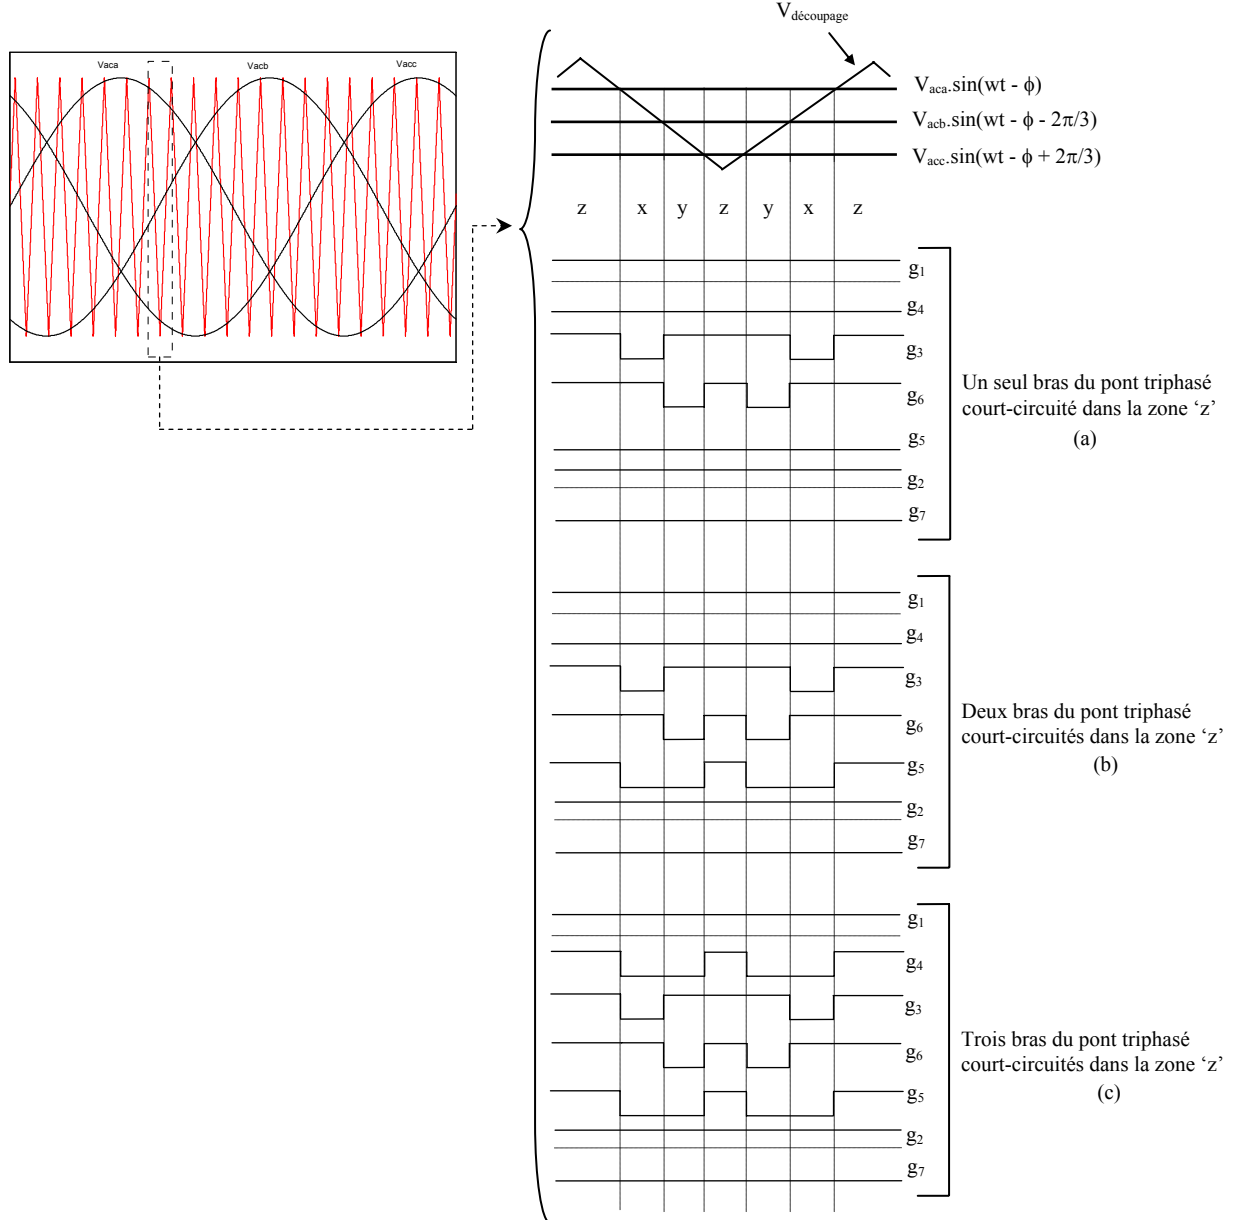 Vaca
Vacb
Vacc
Vdécoupage
Vaca.sin(wt - ϕ)
Vacb.sin(wt - ϕ - 2π/3)
Vacc.sin(wt - ϕ + 2π/3)
z x y z y x z
g1
g4
g3
g6
g5
g2
g7
Un seul bras du pont triphasé
court-circuité dans la zone ‘z’
(a)
g1
g4
g3
g6
g5
g2
g7
Deux bras du pont triphasé
court-circuités dans la zone ‘z’
(b)
g1
g4
g3
g6
g5
g2
g7
Trois bras du pont triphasé
court-circuités dans la zone ‘z’
(c)